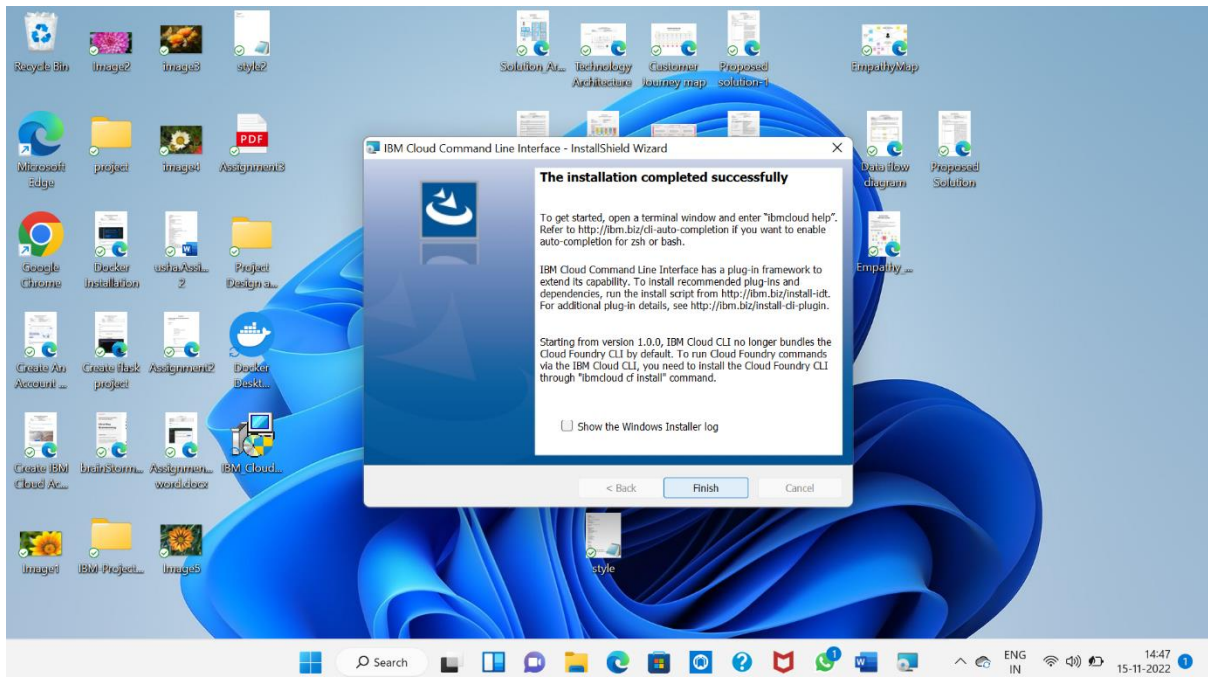 Recycle Bin
Image2
image3
style2
Solution_Ar...
Technology
Architecture
Customer
Journey map
Proposed
solution-1
EmpathyMap
Microsoft
Edge
project
image4
PDF
Assignment3
Data flow
diagram
Proposed
Solution
Google
Chrome
Docker
Installation
usha.Assi...
2
Project
Design a...
Empathy_...
Create An
Account ...
Create flask
project
Assignment2
Docker
Deskt...
Create IBM
Cloud Ac...
brainStorm...
Assignmen...
word.docx
IBM_Cloud...
Image1
IBM-Project...
Image5
style
IBM Cloud Command Line Interface - InstallShield Wizard
The installation completed successfully
To get started, open a terminal window and enter "ibmcloud help".
Refer to http://ibm.biz/cli-auto-completion if you want to enable
auto-completion for zsh or bash.
IBM Cloud Command Line Interface has a plug-in framework to
extend its capability. To install recommended plug-ins and
dependencies, run the install script from http://ibm.biz/install-idt.
For additional plug-in details, see http://ibm.biz/install-cli-plugin.
Starting from version 1.0.0, IBM Cloud CLI no longer bundles the
Cloud Foundry CLI by default. To run Cloud Foundry commands
via the IBM Cloud CLI, you need to install the Cloud Foundry CLI
through "ibmcloud cf install" command.
Show the Windows Installer log
< Back
Finish
Cancel
Search
1
ENG
IN
14:47
15-11-2022
1